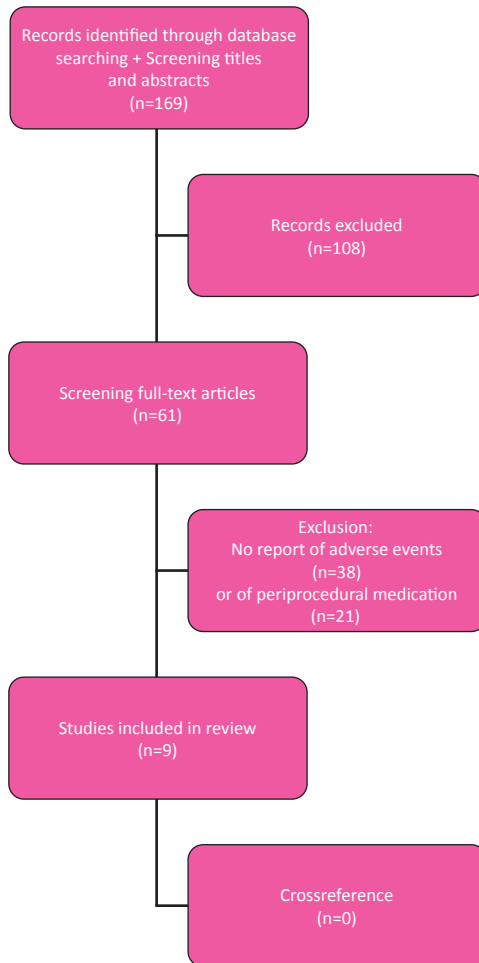 Records identified through database
searching + Screening titles
and abstracts
(n=169)
Records excluded
(n=108)
Screening full-text articles
(n=61)
Exclusion:
No report of adverse events
(n=38)
or of periprocedural medication
(n=21)
Studies included in review
(n=9)
Crossreference
(n=0)